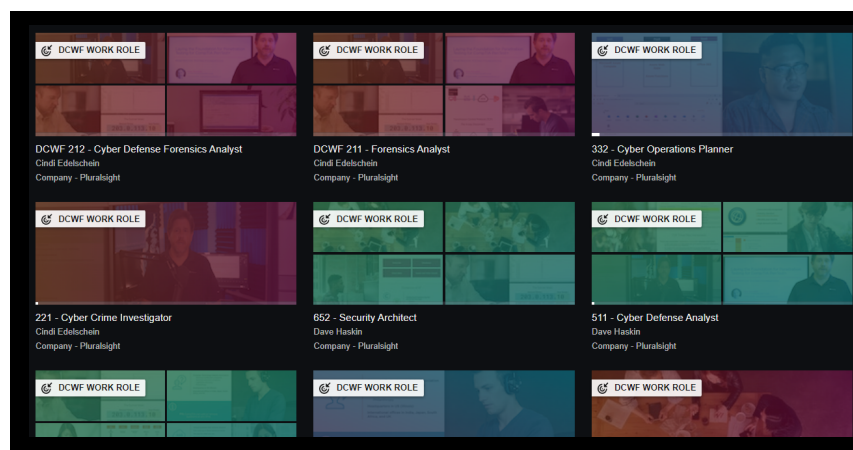 DCWF WORK ROLE
DCWF 212 - Cyber Defense Forensics Analyst
Cindi Edelschein
Company - Pluralsight
DCWF WORK ROLE
DCWF 211 - Forensics Analyst
Cindi Edelschein
Company - Pluralsight
DCWF WORK ROLE
332 - Cyber Operations Planner
Cindi Edelschein
Company - Pluralsight
DCWF WORK ROLE
221 - Cyber Crime Investigator
Cindi Edelschein
Company - Pluralsight
DCWF WORK ROLE
652 - Security Architect
Dave Haskin
Company - Pluralsight
DCWF WORK ROLE
511 - Cyber Defense Analyst
Dave Haskin
Company - Pluralsight
DCWF WORK ROLE
DCWF WORK ROLE
DCWF WORK ROLE